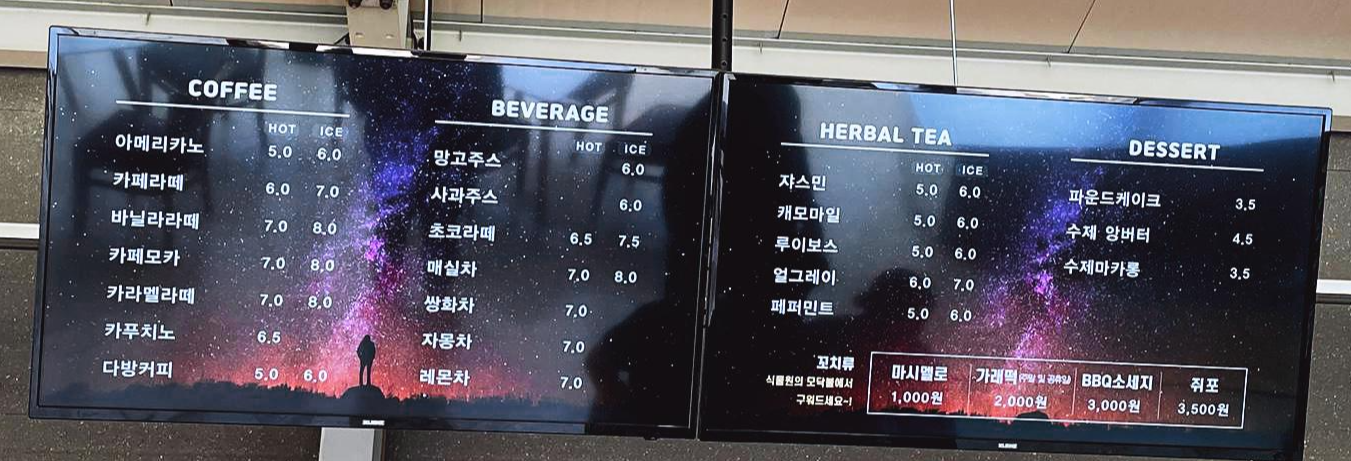 COFFEE
HOT ICE
아메리카노 5.0 6.0
카페라떼 6.0 7.0
바닐라라떼 7.0 8.0
카페모카 7.0 8.0
카라멜라떼 7.0 8.0
카푸치노 6.5
다방커피 5.0 6.0
BEVERAGE
HOT ICE
망고주스 6.0
사과주스 6.0
초코라떼 6.5 7.5
매실차 7.0 8.0
쌍화차 7.0
자몽차 7.0
레몬차 7.0
HERBAL TEA
HOT ICE
쟈스민 5.0 6.0
캐모마일 5.0 6.0
루이보스 5.0 6.0
얼그레이 6.0 7.0
페퍼민트 5.0 6.0
DESSERT
파운드케이크 3.5
수제 앙버터 4.5
수제마카롱 3.5
꼬치류
식물원의 모닥불에서
구워드세요~!
마시멜로 가래떡(주말 및 공휴일) BBQ소세지 쥐포
1,000원 2,000원 3,000원 3,500원